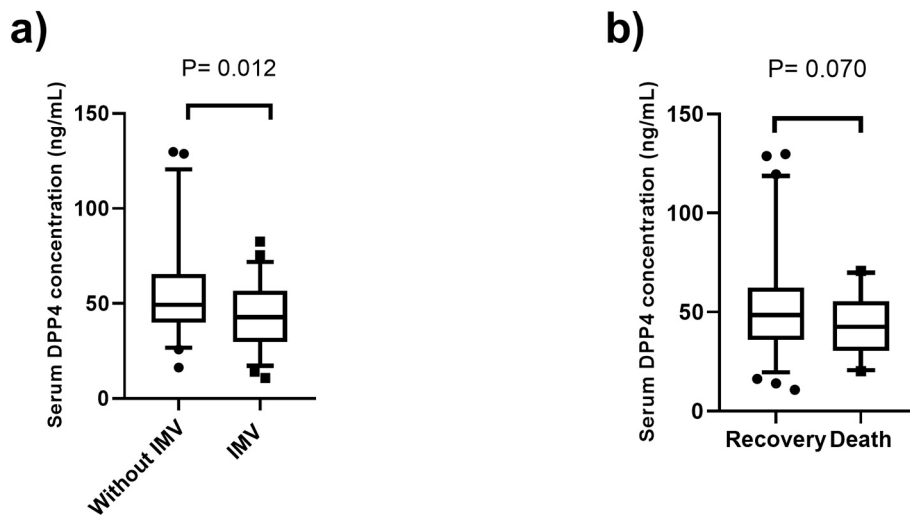 a)
P= 0.012
Serum DPP4 concentration (ng/mL)
150
100
50
0
Without IMV
IMV
b)
P= 0.070
Serum DPP4 concentration (ng/mL)
150
100
50
0
Recovery Death